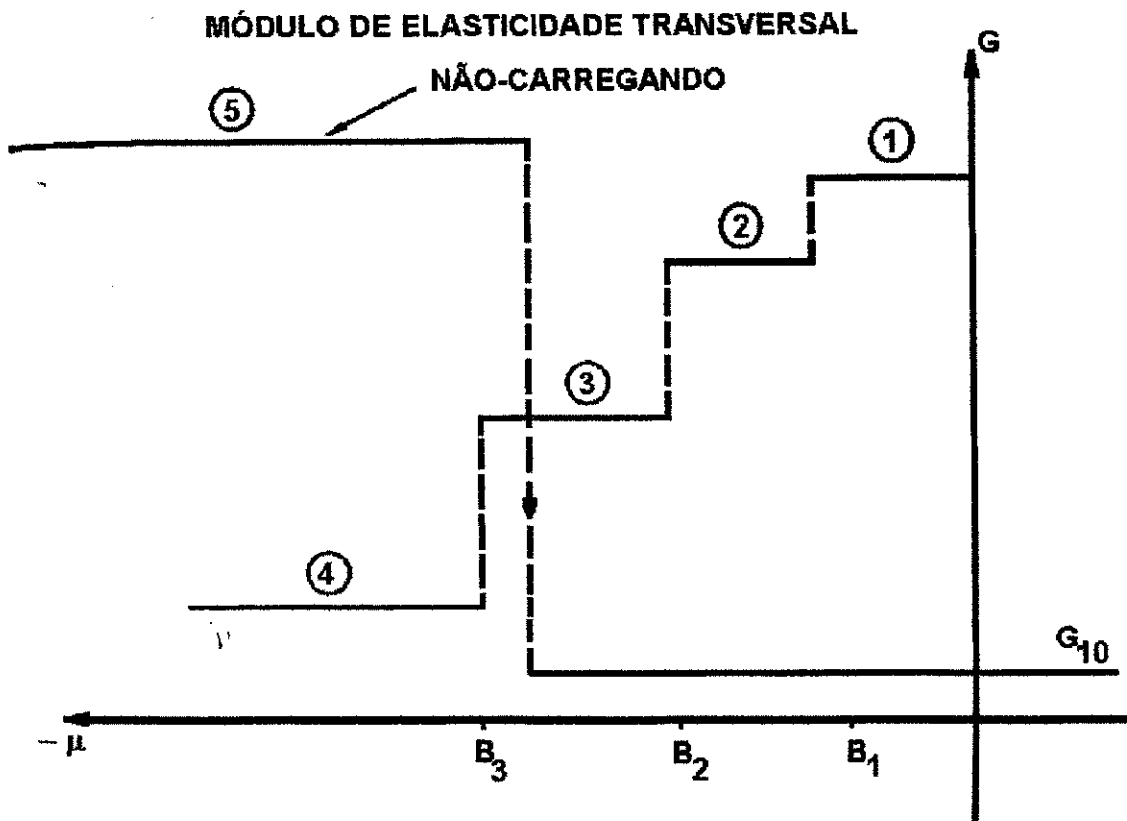 MÓDULO DE ELASTICIDADE TRANSVERSAL
NÃO-CARREGANDO
G
5
1
2
3
4
G10
– μ
B3
B2
B1